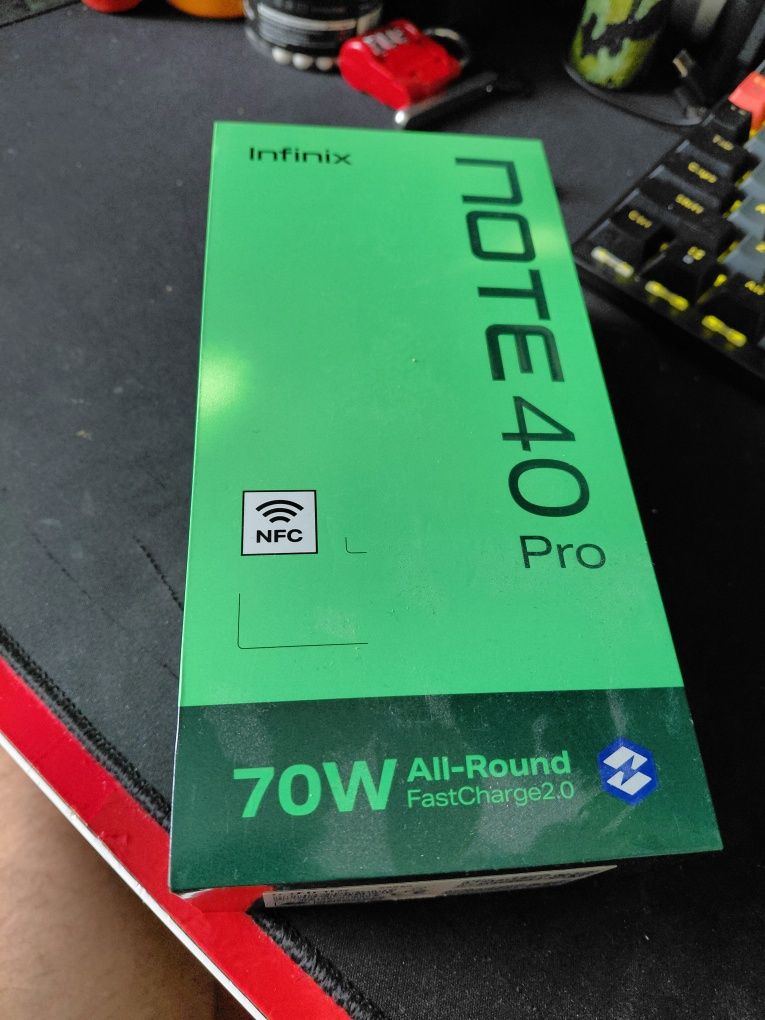 Infinix
NOTE 40
Pro
NFC
70W
All-Round
FastCharge2.0